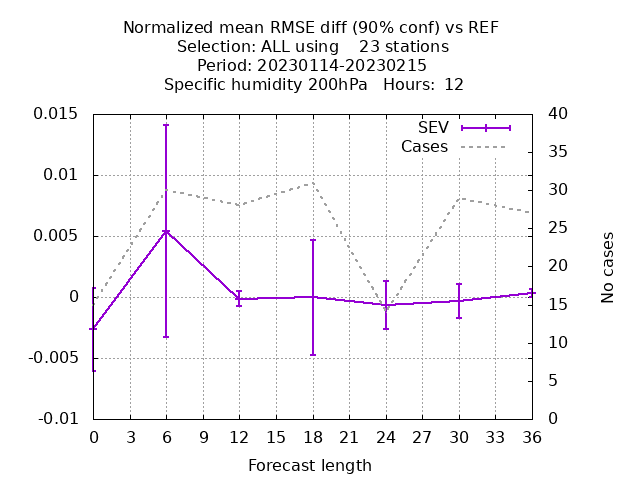 Normalized mean RMSE diff (90% conf) vs REF
Selection: ALL using    23 stations
Period: 20230114-20230215
Specific humidity 200hPa   Hours:  12
0.015
0.01
0.005
0
-0.005
-0.01
SEV
Cases
40
35
30
25
20
15
10
5
0
No cases
0 3 6 9 12 15 18 21 24 27 30 33 36
Forecast length